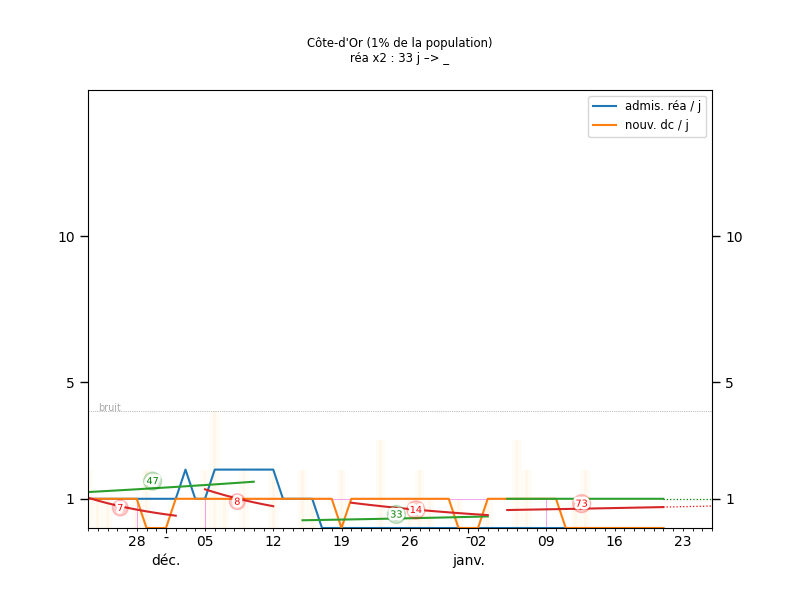 Côte-d'Or (1% de la population)
réa x2 : 33 j –> _
admis. réa / j
nouv. dc / j
10 10
5 5
bruit
47
7 8 33 14 73
1 1
28 05 12 19 26 02 09 16 23
déc. janv.